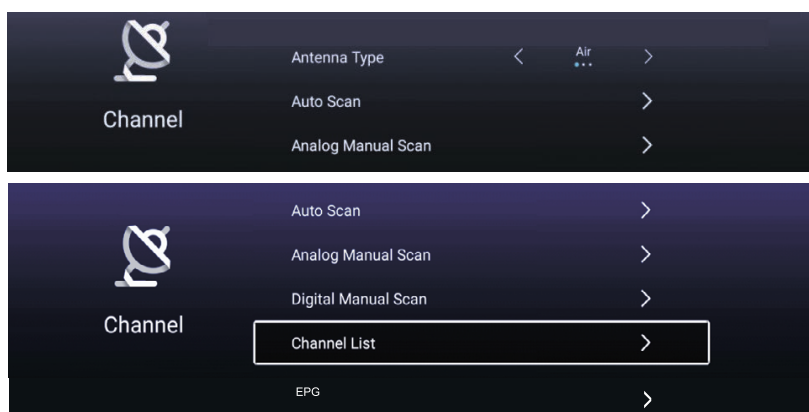 Antenna Type Air
Auto Scan
Channel
Analog Manual Scan
Auto Scan
Analog Manual Scan
Digital Manual Scan
Channel
Channel List
EPG